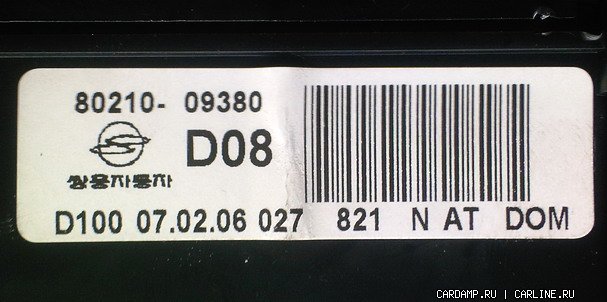 80210- 09380
D08
쌍용자동차
D100 07.02.06 027 821 N AT DOM
CARDAMP.RU | CARLINE.RU